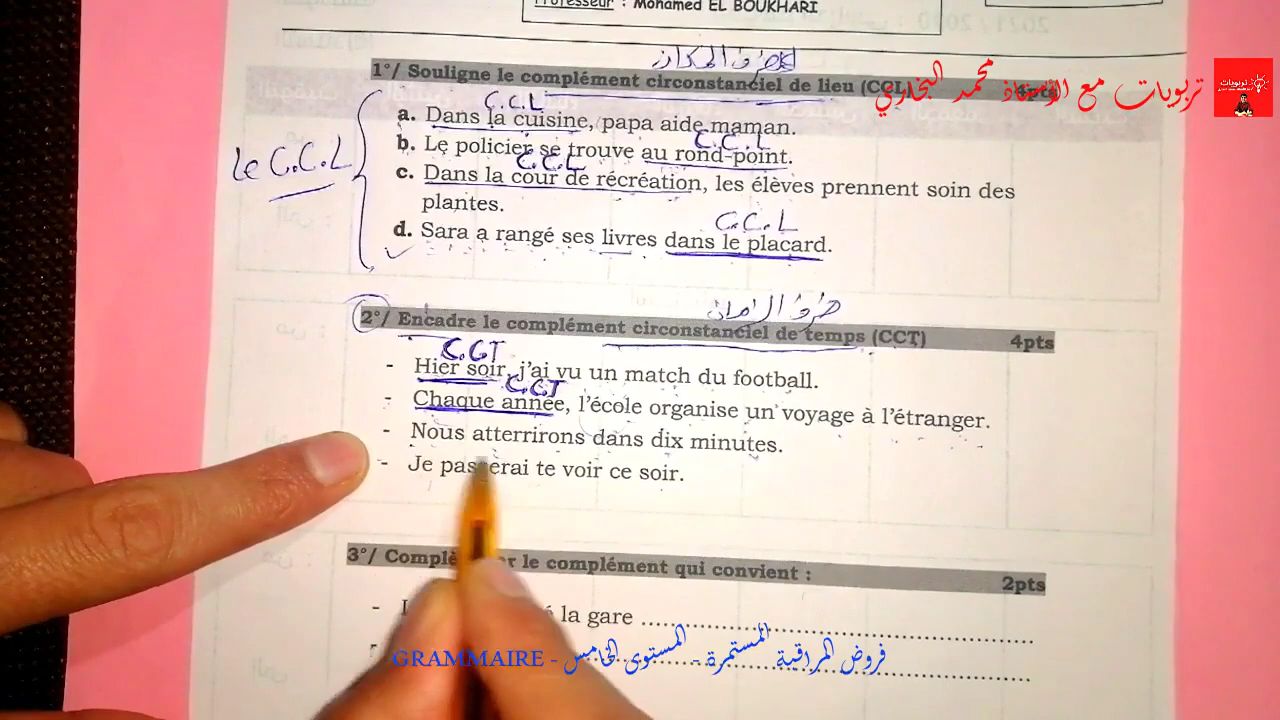 Professeur : Mohamed EL BOUKHARI
ظرف المكان
1°/ Souligne le complément circonstanciel de lieu (CCL) 4pts
تربويات مع الأستاذ محمد البخاري
تربويات
C.C.L
a. Dans la cuisine, papa aide maman.
C.C.L
b. Le policier se trouve au rond-point.
C.C.L
le C.C.L
c. Dans la cour de récréation, les élèves prennent soin des
plantes.
C.C.L
d. Sara a rangé ses livres dans le placard.
ظرف الزمان
2°/ Encadre le complément circonstanciel de temps (CCT) 4pts
C.CT
- Hier soir, j'ai vu un match du football.
C.CT
- Chaque année, l'école organise un voyage à l'étranger.
- Nous atterrirons dans dix minutes.
- Je passerai te voir ce soir.
3°/ le complément qui convient : 2pts
- la gare ........................................................
GRAMMAIRE - فروض المراقبة المستمرة - المستوى الخامس